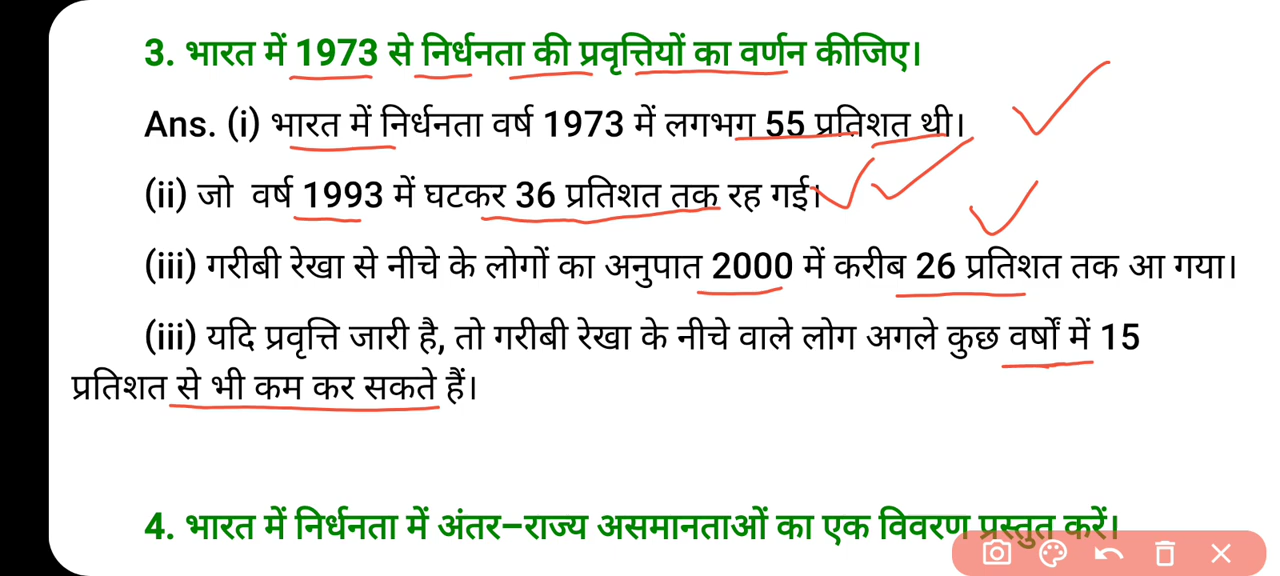 3. भारत में 1973 से निर्धनता की प्रवृत्तियों का वर्णन कीजिए।
Ans. (i) भारत में निर्धनता वर्ष 1973 में लगभग 55 प्रतिशत थी।
(ii) जो वर्ष 1993 में घटकर 36 प्रतिशत तक रह गई।
(iii) गरीबी रेखा से नीचे के लोगों का अनुपात 2000 में करीब 26 प्रतिशत तक आ गया।
(iii) यदि प्रवृत्ति जारी है, तो गरीबी रेखा के नीचे वाले लोग अगले कुछ वर्षों में 15
प्रतिशत से भी कम कर सकते हैं।
4. भारत में निर्धनता में अंतर–राज्य असमानताओं का एक विवरण प्रस्तुत करें।